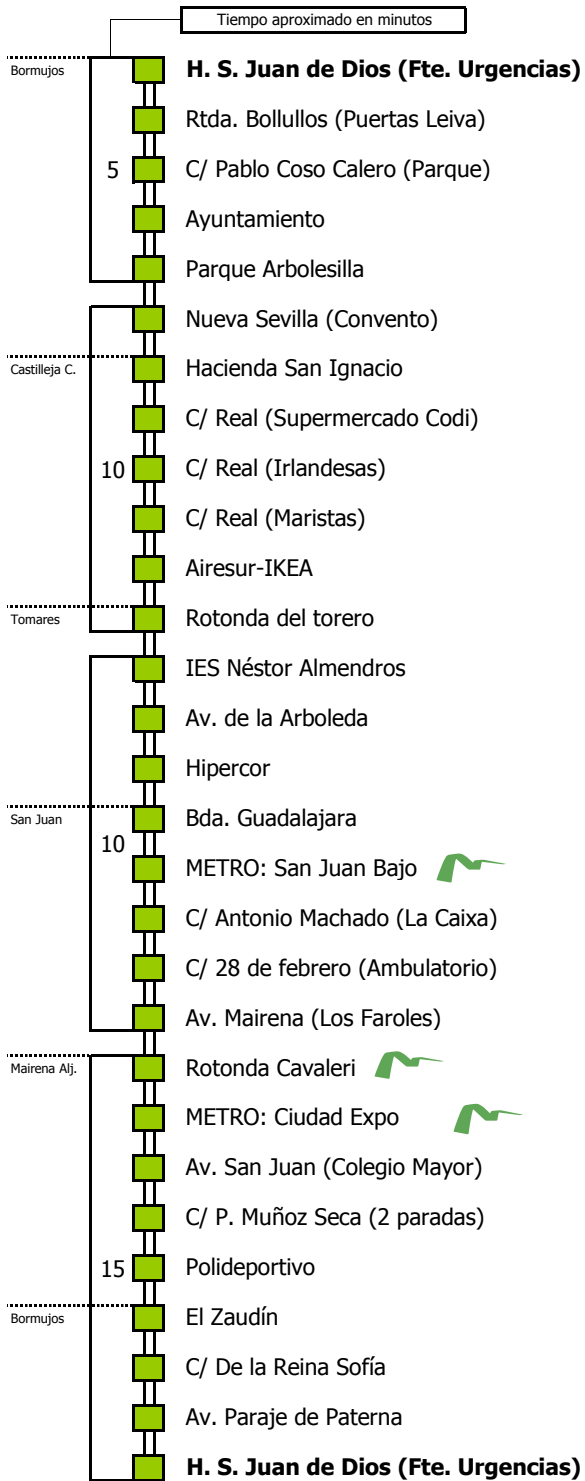 Tiempo aproximado en minutos
Bormujos
H. S. Juan de Dios (Fte. Urgencias)
Rtda. Bollullos (Puertas Leiva)
5
C/ Pablo Coso Calero (Parque)
Ayuntamiento
Parque Arbolesilla
Nueva Sevilla (Convento)
Castilleja C.
Hacienda San Ignacio
C/ Real (Supermercado Codi)
10
C/ Real (Irlandesas)
C/ Real (Maristas)
Airesur-IKEA
Tomares
Rotonda del torero
IES Néstor Almendros
Av. de la Arboleda
Hipercor
San Juan
Bda. Guadalajara
10
METRO: San Juan Bajo
C/ Antonio Machado (La Caixa)
C/ 28 de febrero (Ambulatorio)
Av. Mairena (Los Faroles)
Mairena Alj.
Rotonda Cavaleri
METRO: Ciudad Expo
Av. San Juan (Colegio Mayor)
C/ P. Muñoz Seca (2 paradas)
15
Polideportivo
Bormujos
El Zaudín
C/ De la Reina Sofía
Av. Paraje de Paterna
H. S. Juan de Dios (Fte. Urgencias)